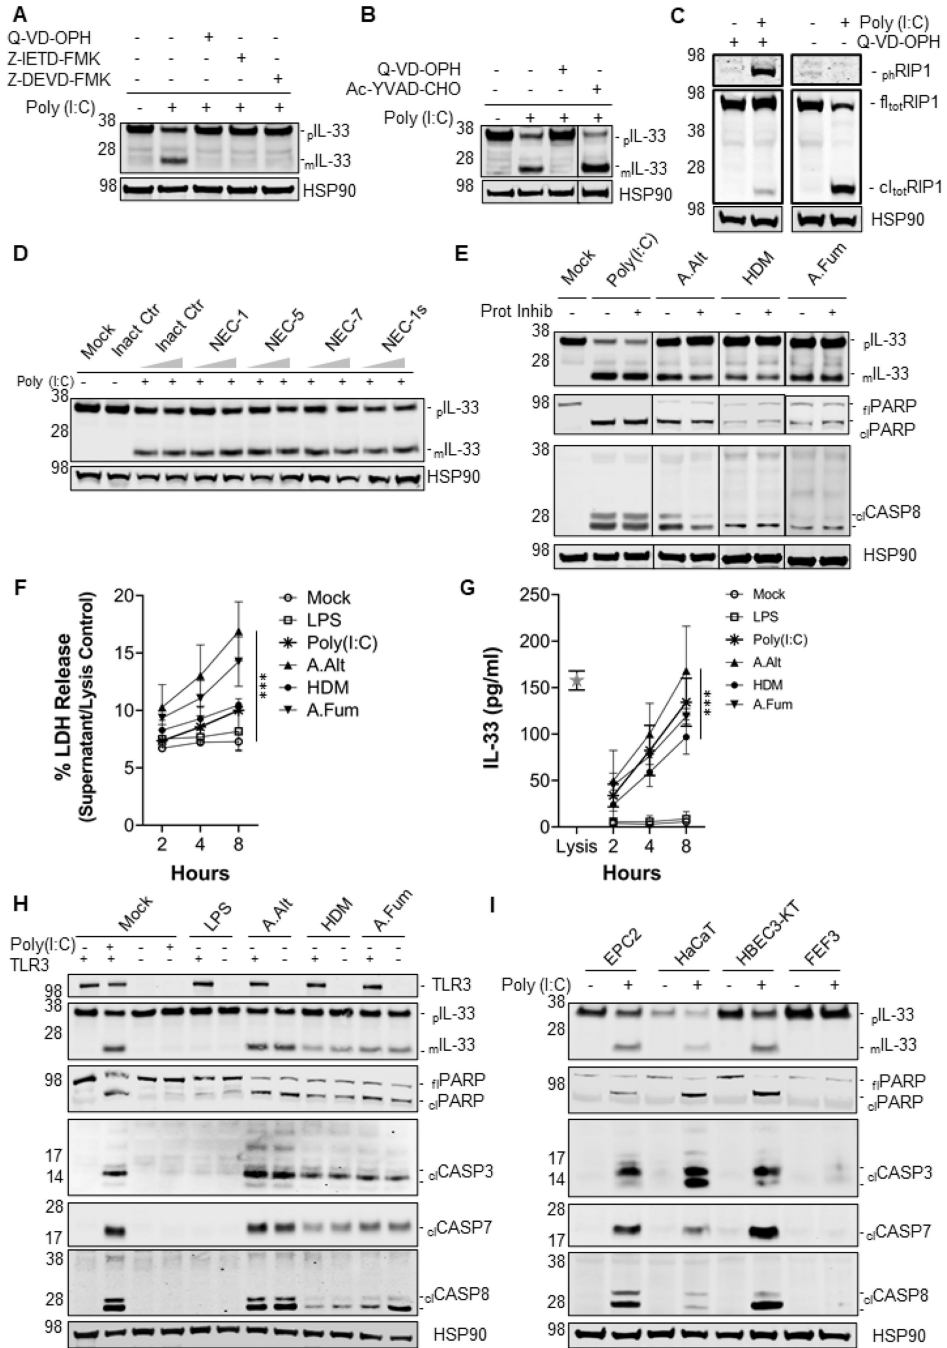 A
Q-VD-OPH - - + - -
Z-IETD-FMK - - - + -
Z-DEVD-FMK - - - - +
Poly (I:C) - + + + +
38
28
98
pIL-33
mIL-33
HSP90
B
Q-VD-OPH - - + -
Ac-YVAD-CHO - - - +
Poly (I:C) - + + +
38
28
98
pIL-33
mIL-33
HSP90
C
- + - + Poly (I:C)
+ + - - Q-VD-OPH
98
98
62
49
38
28
98
- phRIP1
- fltotRIP1
- cltotRIP1
HSP90
D
Mock
Inact Ctr
Inact Ctr
NEC-1
NEC-5
NEC-7
NEC-1s
Poly (I:C) - - + + + + + + + + + +
38
28
98
- pIL-33
- mIL-33
HSP90
E
Mock
Poly(I:C)
A.Alt
HDM
A.Fum
Prot Inhib - - + - + - + - +
38
28
98
38
28
98
- pIL-33
- mIL-33
flPARP
clPARP
clCASP8
HSP90
F
% LDH Release
(Supernatant/Lysis Control)
20
15
10
5
0
2 4 8
Hours
***
Mock
LPS
Poly(I:C)
A.Alt
HDM
A.Fum
G
IL-33 (pg/ml)
250
200
150
100
50
0
Lysis 2 4 8
Hours
***
Mock
LPS
Poly(I:C)
A.Alt
HDM
A.Fum
H
Mock
LPS
A.Alt
HDM
A.Fum
Poly(I:C) - + - + - - - - - - - -
TLR3 + + - - + - + - + - + -
98
38
28
98
17
14
28
17
38
28
98
- TLR3
- pIL-33
- mIL-33
flPARP
clPARP
clCASP3
- clCASP7
clCASP8
HSP90
I
EPC2
HaCaT
HBEC3-KT
FEF3
Poly (I:C) - + - + - + - +
38
28
98
17
14
28
17
38
28
98
- pIL-33
- mIL-33
flPARP
clPARP
clCASP3
- clCASP7
clCASP8
HSP90